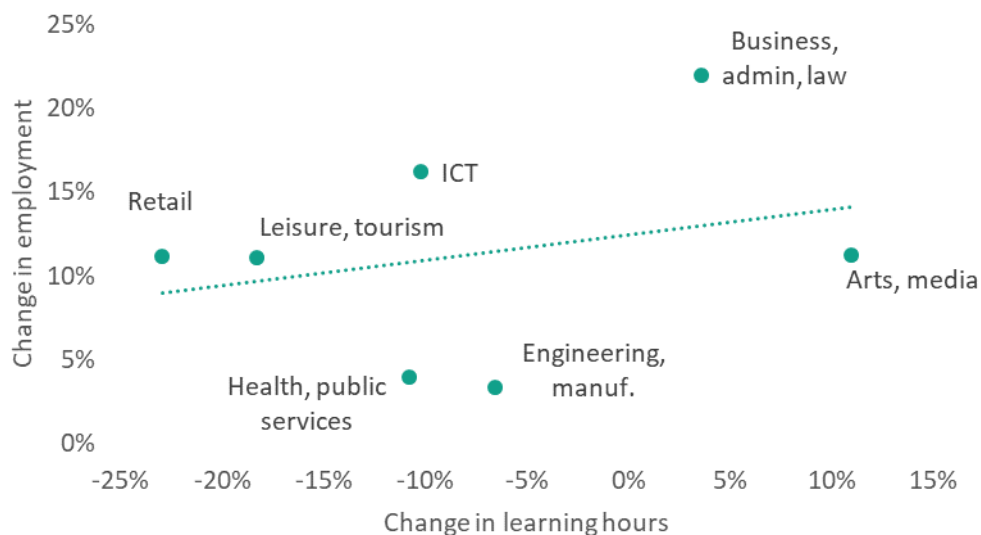 25%
20%
15%
10%
5%
0%
Change in employment
Business,
admin, law
ICT
Retail
Leisure, tourism
Arts, media
Engineering,
manuf.
Health, public
services
-25%
-20%
-15%
-10%
-5%
0%
5%
10%
15%
Change in learning hours